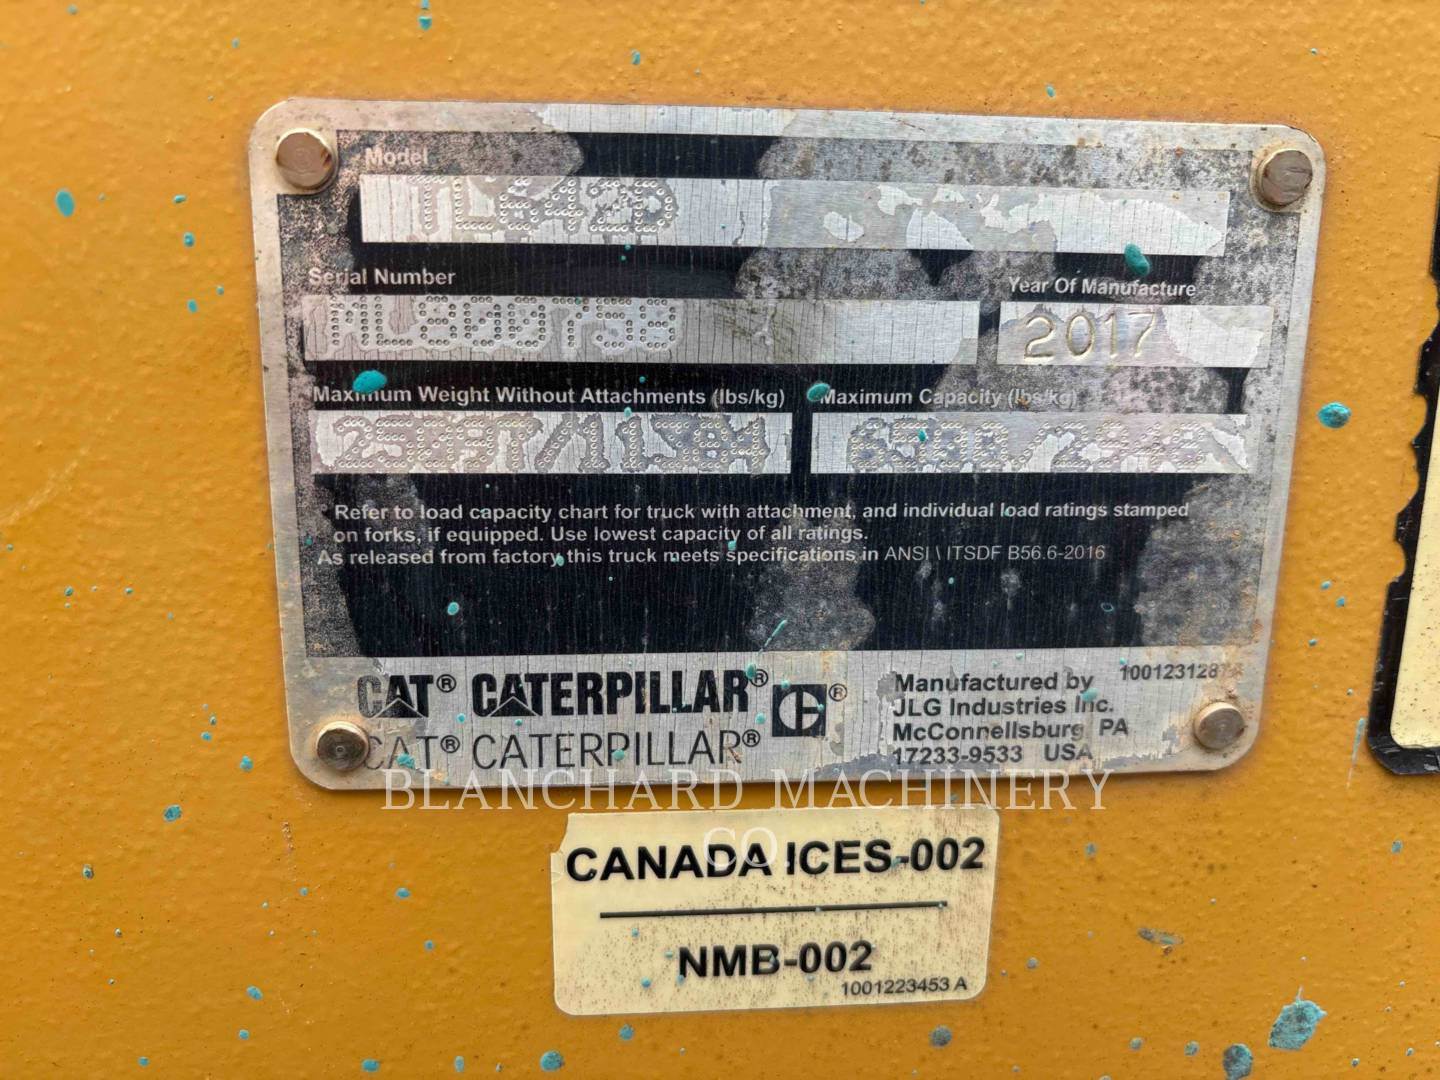 Model
TL642D
Serial Number
Year Of Manufacture
2017
Maximum Weight Without Attachments (lbs/kg)
Maximum Capacity (lbs/kg)
* Refer to load capacity chart for truck with attachment, and individual load ratings stamped
on forks, if equipped. Use lowest capacity of all ratings.
As released from factory this truck meets specifications in ANSI \ ITSDF B56.6-2016
CAT® CATERPILLAR® ®
CAT® CATERPILLAR®
Manufactured by
JLG Industries Inc.
McConnellsburg PA
17233-9533 USA
BLANCHARD MACHINERY
CO
CANADA ICES-002
NMB-002
1001223453 A